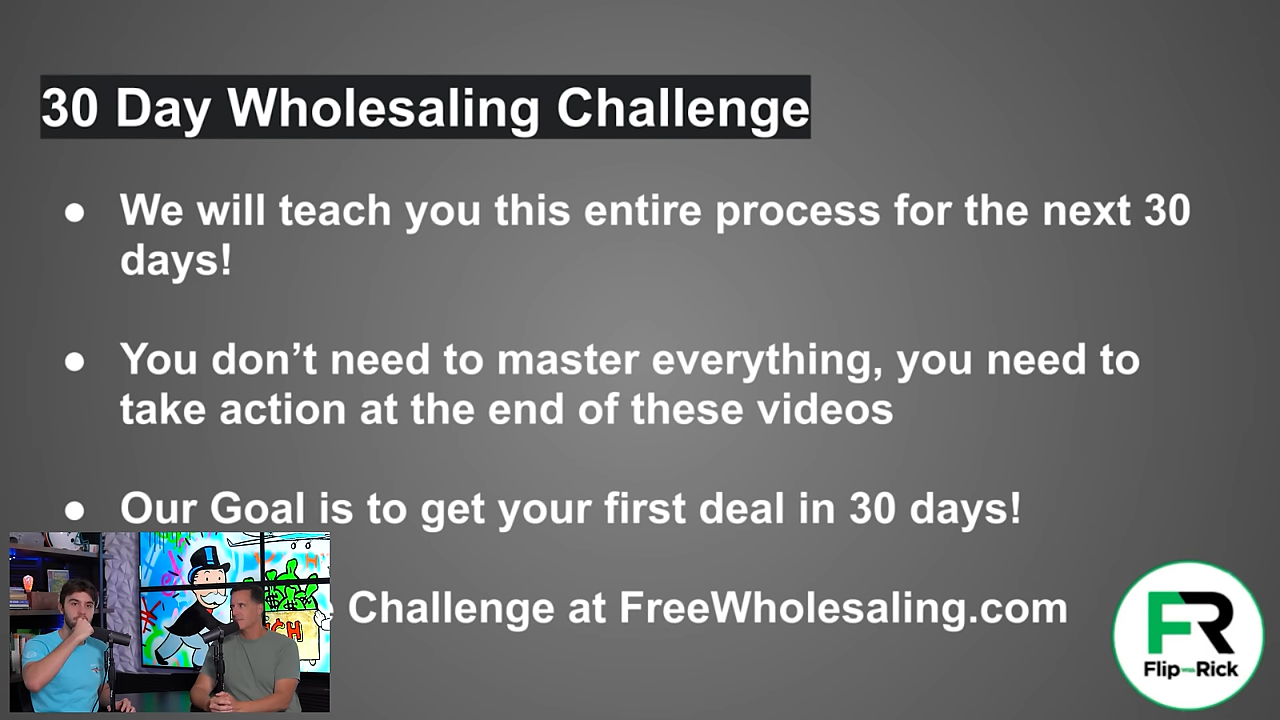 30 Day Wholesaling Challenge
● We will teach you this entire process for the next 30
days!
● You don’t need to master everything, you need to
take action at the end of these videos
● Our Goal is to get your first deal in 30 days!
Challenge at FreeWholesaling.com
FR
Flip Rick